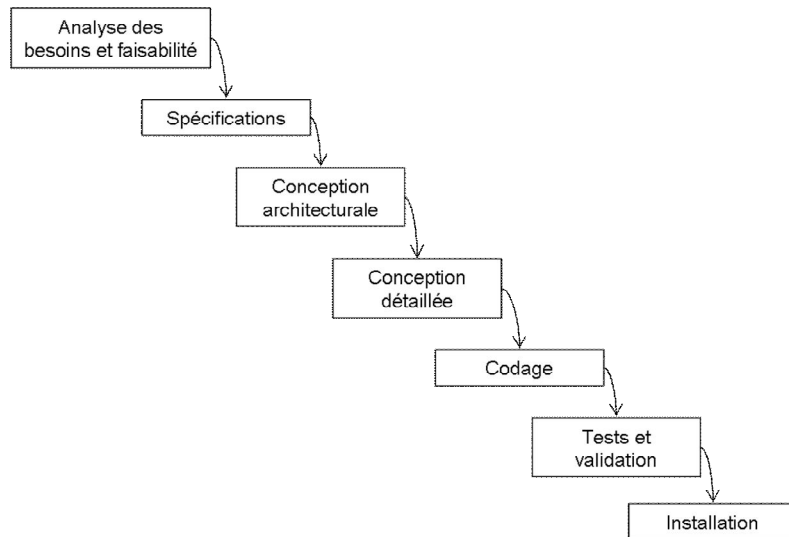 Analyse des
besoins et faisabilité
Spécifications
Conception
architecturale
Conception
détaillée
Codage
Tests et
validation
Installation